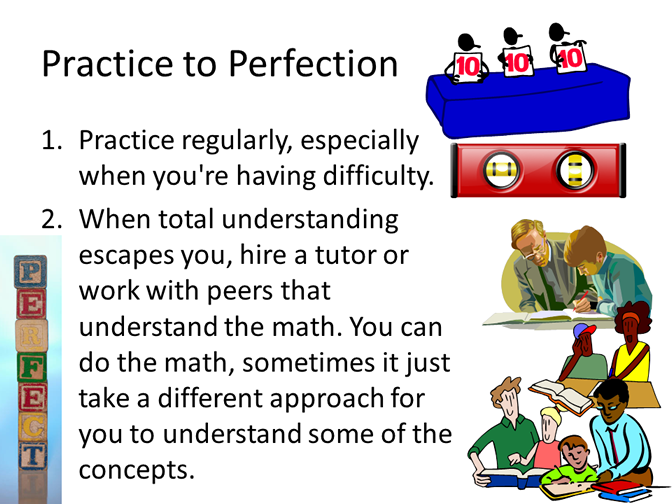 Practice to Perfection
10 10 10
1. Practice regularly, especially
when you're having difficulty.
2. When total understanding
escapes you, hire a tutor or
work with peers that
understand the math. You can
do the math, sometimes it just
take a different approach for
you to understand some of the
concepts.
P
E
R
F
E
C
T